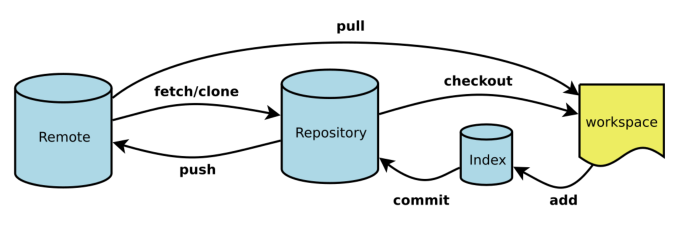 pull
fetch/clone
checkout
Remote
Repository
workspace
Index
push
commit
add